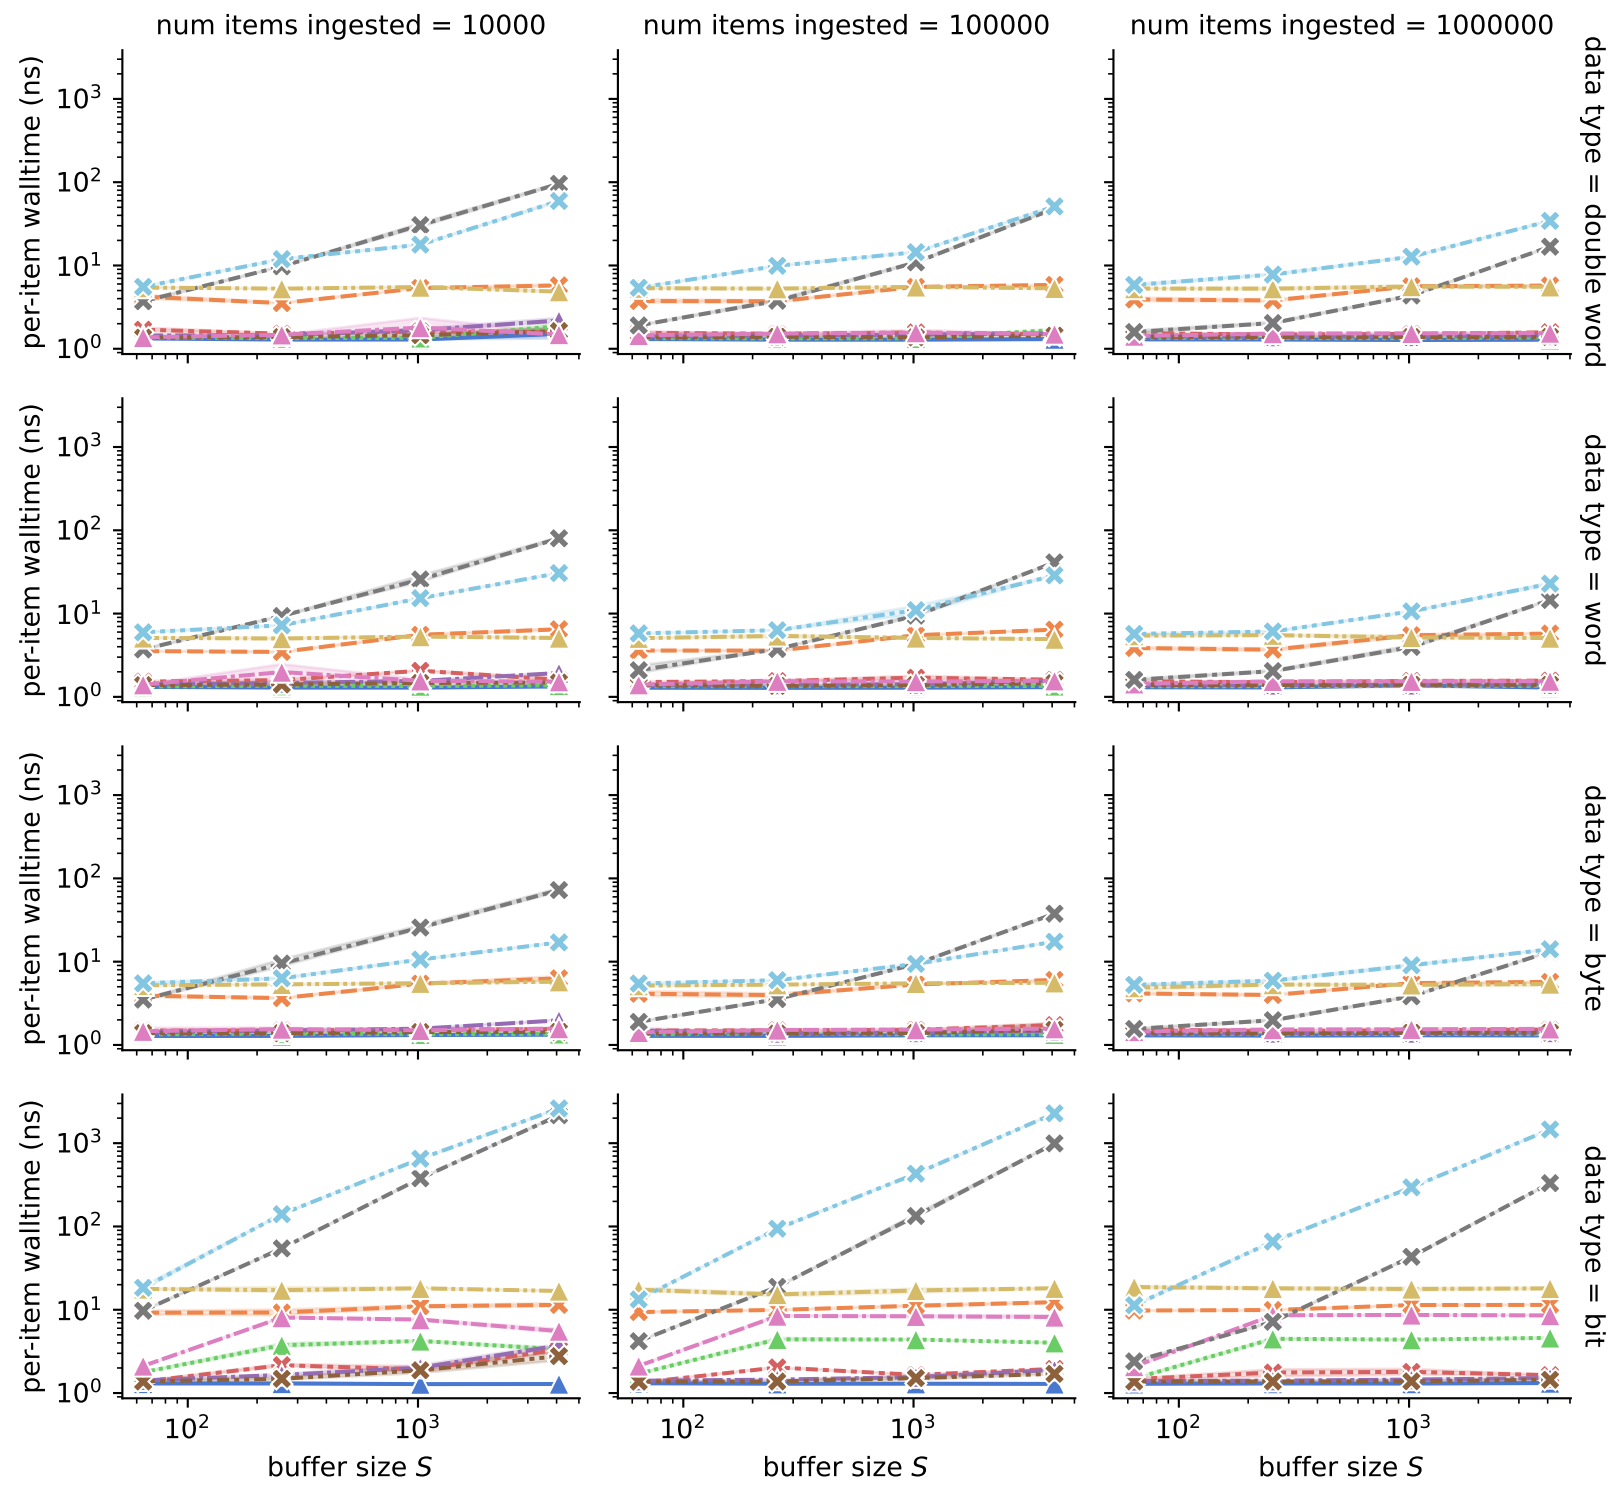 num items ingested = 10000
num items ingested = 100000
num items ingested = 1000000
per-item walltime (ns)
10³
10²
10¹
10⁰
data type = double word
per-item walltime (ns)
10³
10²
10¹
10⁰
data type = word
per-item walltime (ns)
10³
10²
10¹
10⁰
data type = byte
per-item walltime (ns)
10³
10²
10¹
10⁰
data type = bit
10²
10³
10²
10³
10²
10³
buffer size S
buffer size S
buffer size S